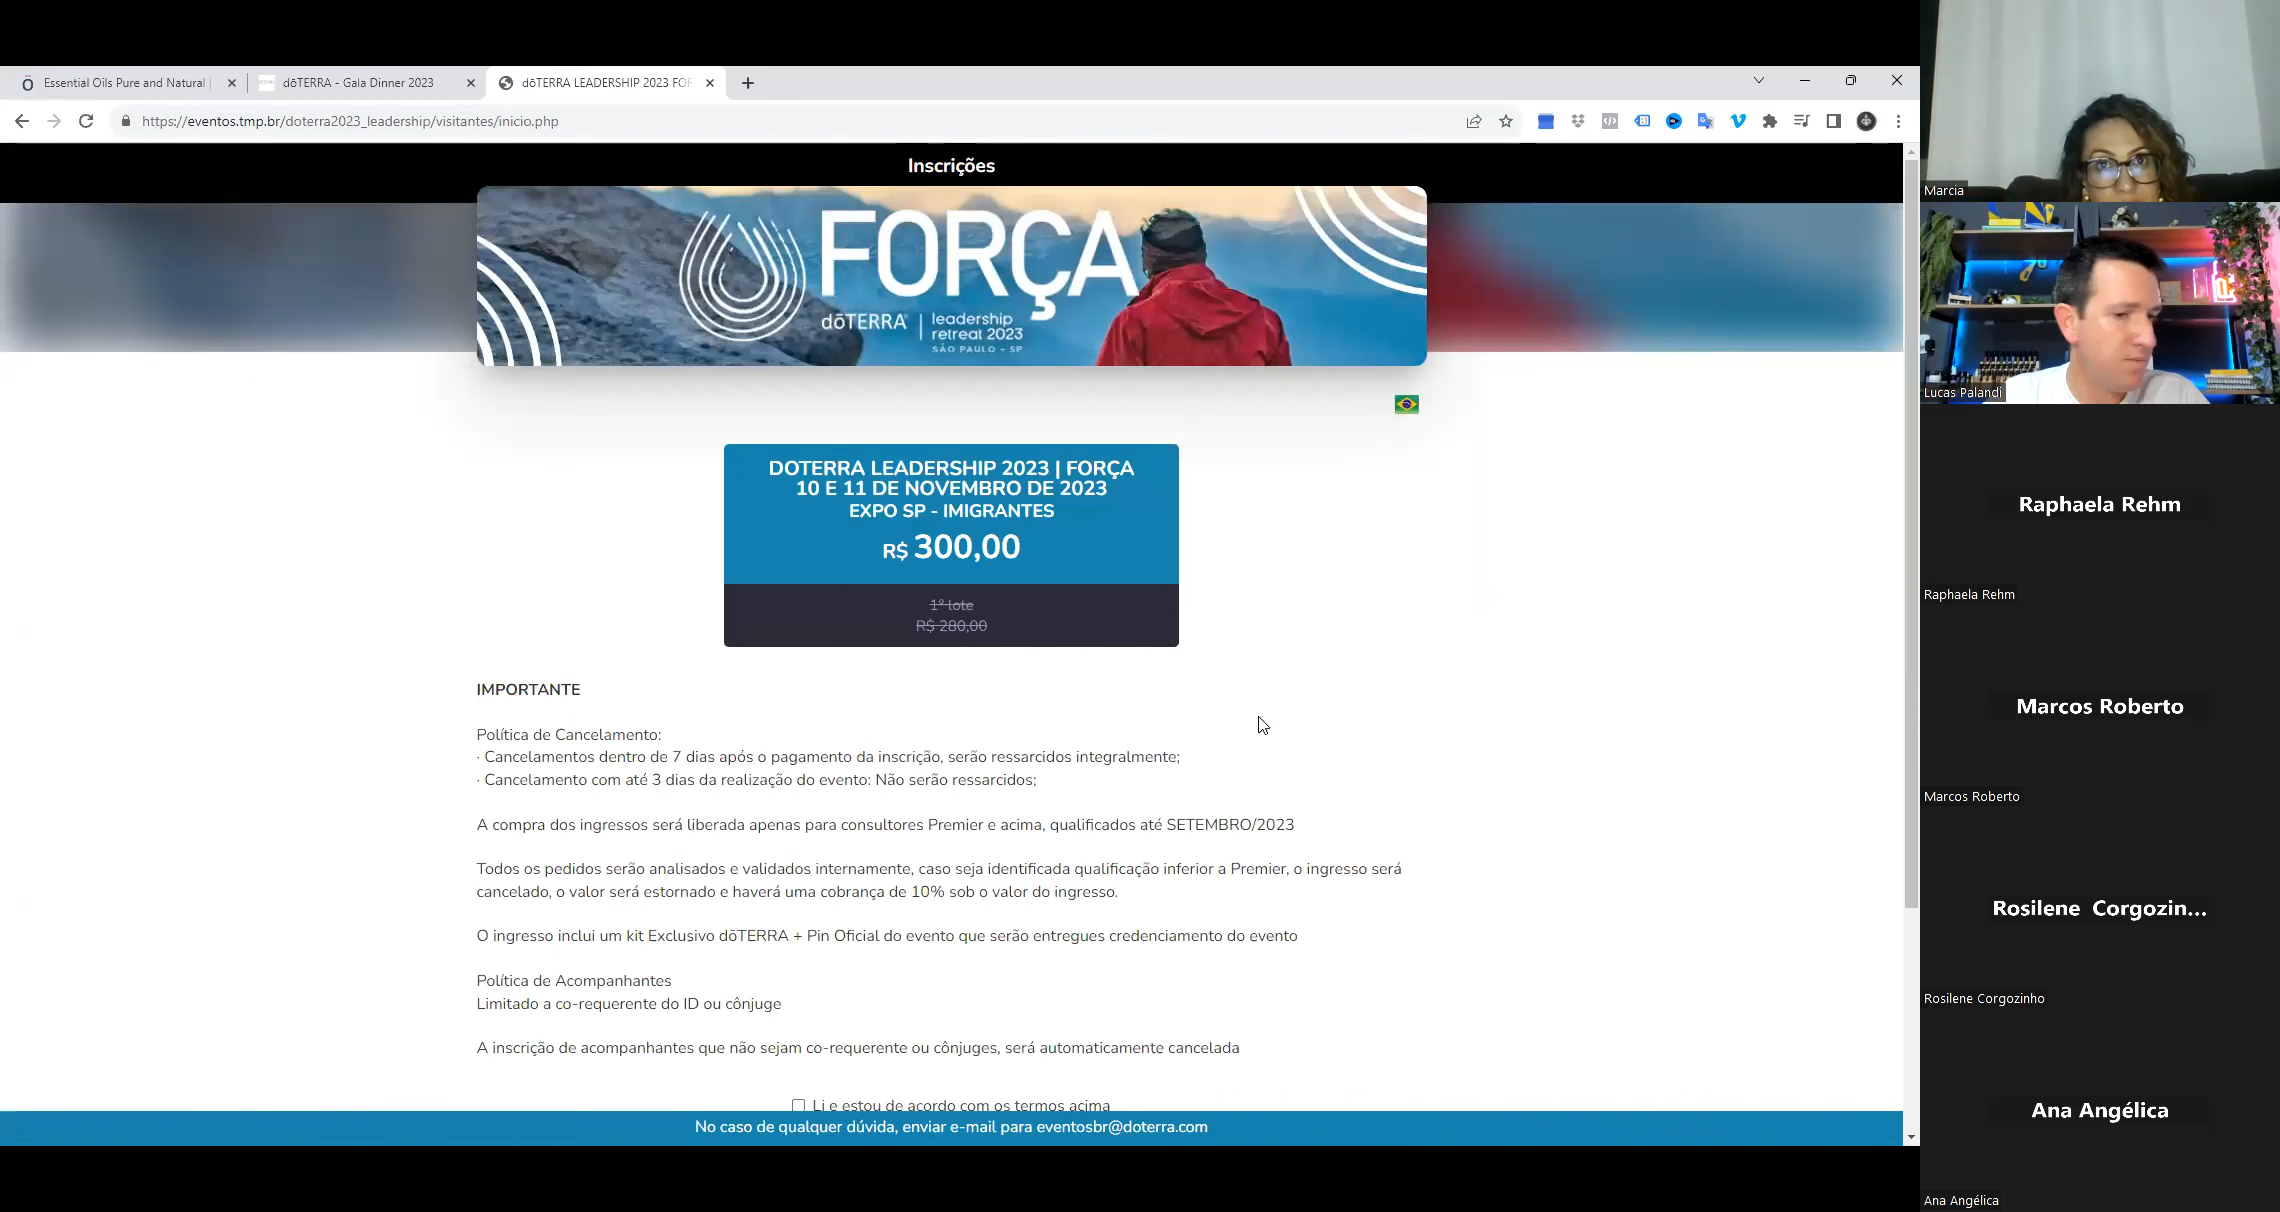 Essential Oils Pure and Natural
dōTERRA - Gala Dinner 2023
dōTERRA LEADERSHIP 2023 FOR
https://eventos.tmp.br/doterra2023_leadership/visitantes/inicio.php
Inscrições
FORÇA
dōTERRA
leadership
retreat 2023
SÃO PAULO - SP
DOTERRA LEADERSHIP 2023 | FORÇA
10 E 11 DE NOVEMBRO DE 2023
EXPO SP - IMIGRANTES
R$ 300,00
1º lote
R$ 280,00
IMPORTANTE
Política de Cancelamento:
· Cancelamentos dentro de 7 dias após o pagamento da inscrição, serão ressarcidos integralmente;
· Cancelamento com até 3 dias da realização do evento: Não serão ressarcidos;
A compra dos ingressos será liberada apenas para consultores Premier e acima, qualificados até SETEMBRO/2023
Todos os pedidos serão analisados e validados internamente, caso seja identificada qualificação inferior a Premier, o ingresso será
cancelado, o valor será estornado e haverá uma cobrança de 10% sob o valor do ingresso.
O ingresso inclui um kit Exclusivo dōTERRA + Pin Oficial do evento que serão entregues credenciamento do evento
Política de Acompanhantes
Limitado a co-requerente do ID ou cônjuge
A inscrição de acompanhantes que não sejam co-requerente ou cônjuges, será automaticamente cancelada
Li e estou de acordo com os termos acima
No caso de qualquer dúvida, enviar e-mail para eventosbr@doterra.com
Marcia
Lucas Palandi
Raphaela Rehm
Raphaela Rehm
Marcos Roberto
Marcos Roberto
Rosilene Corgozin...
Rosilene Corgozinho
Ana Angélica
Ana Angélica